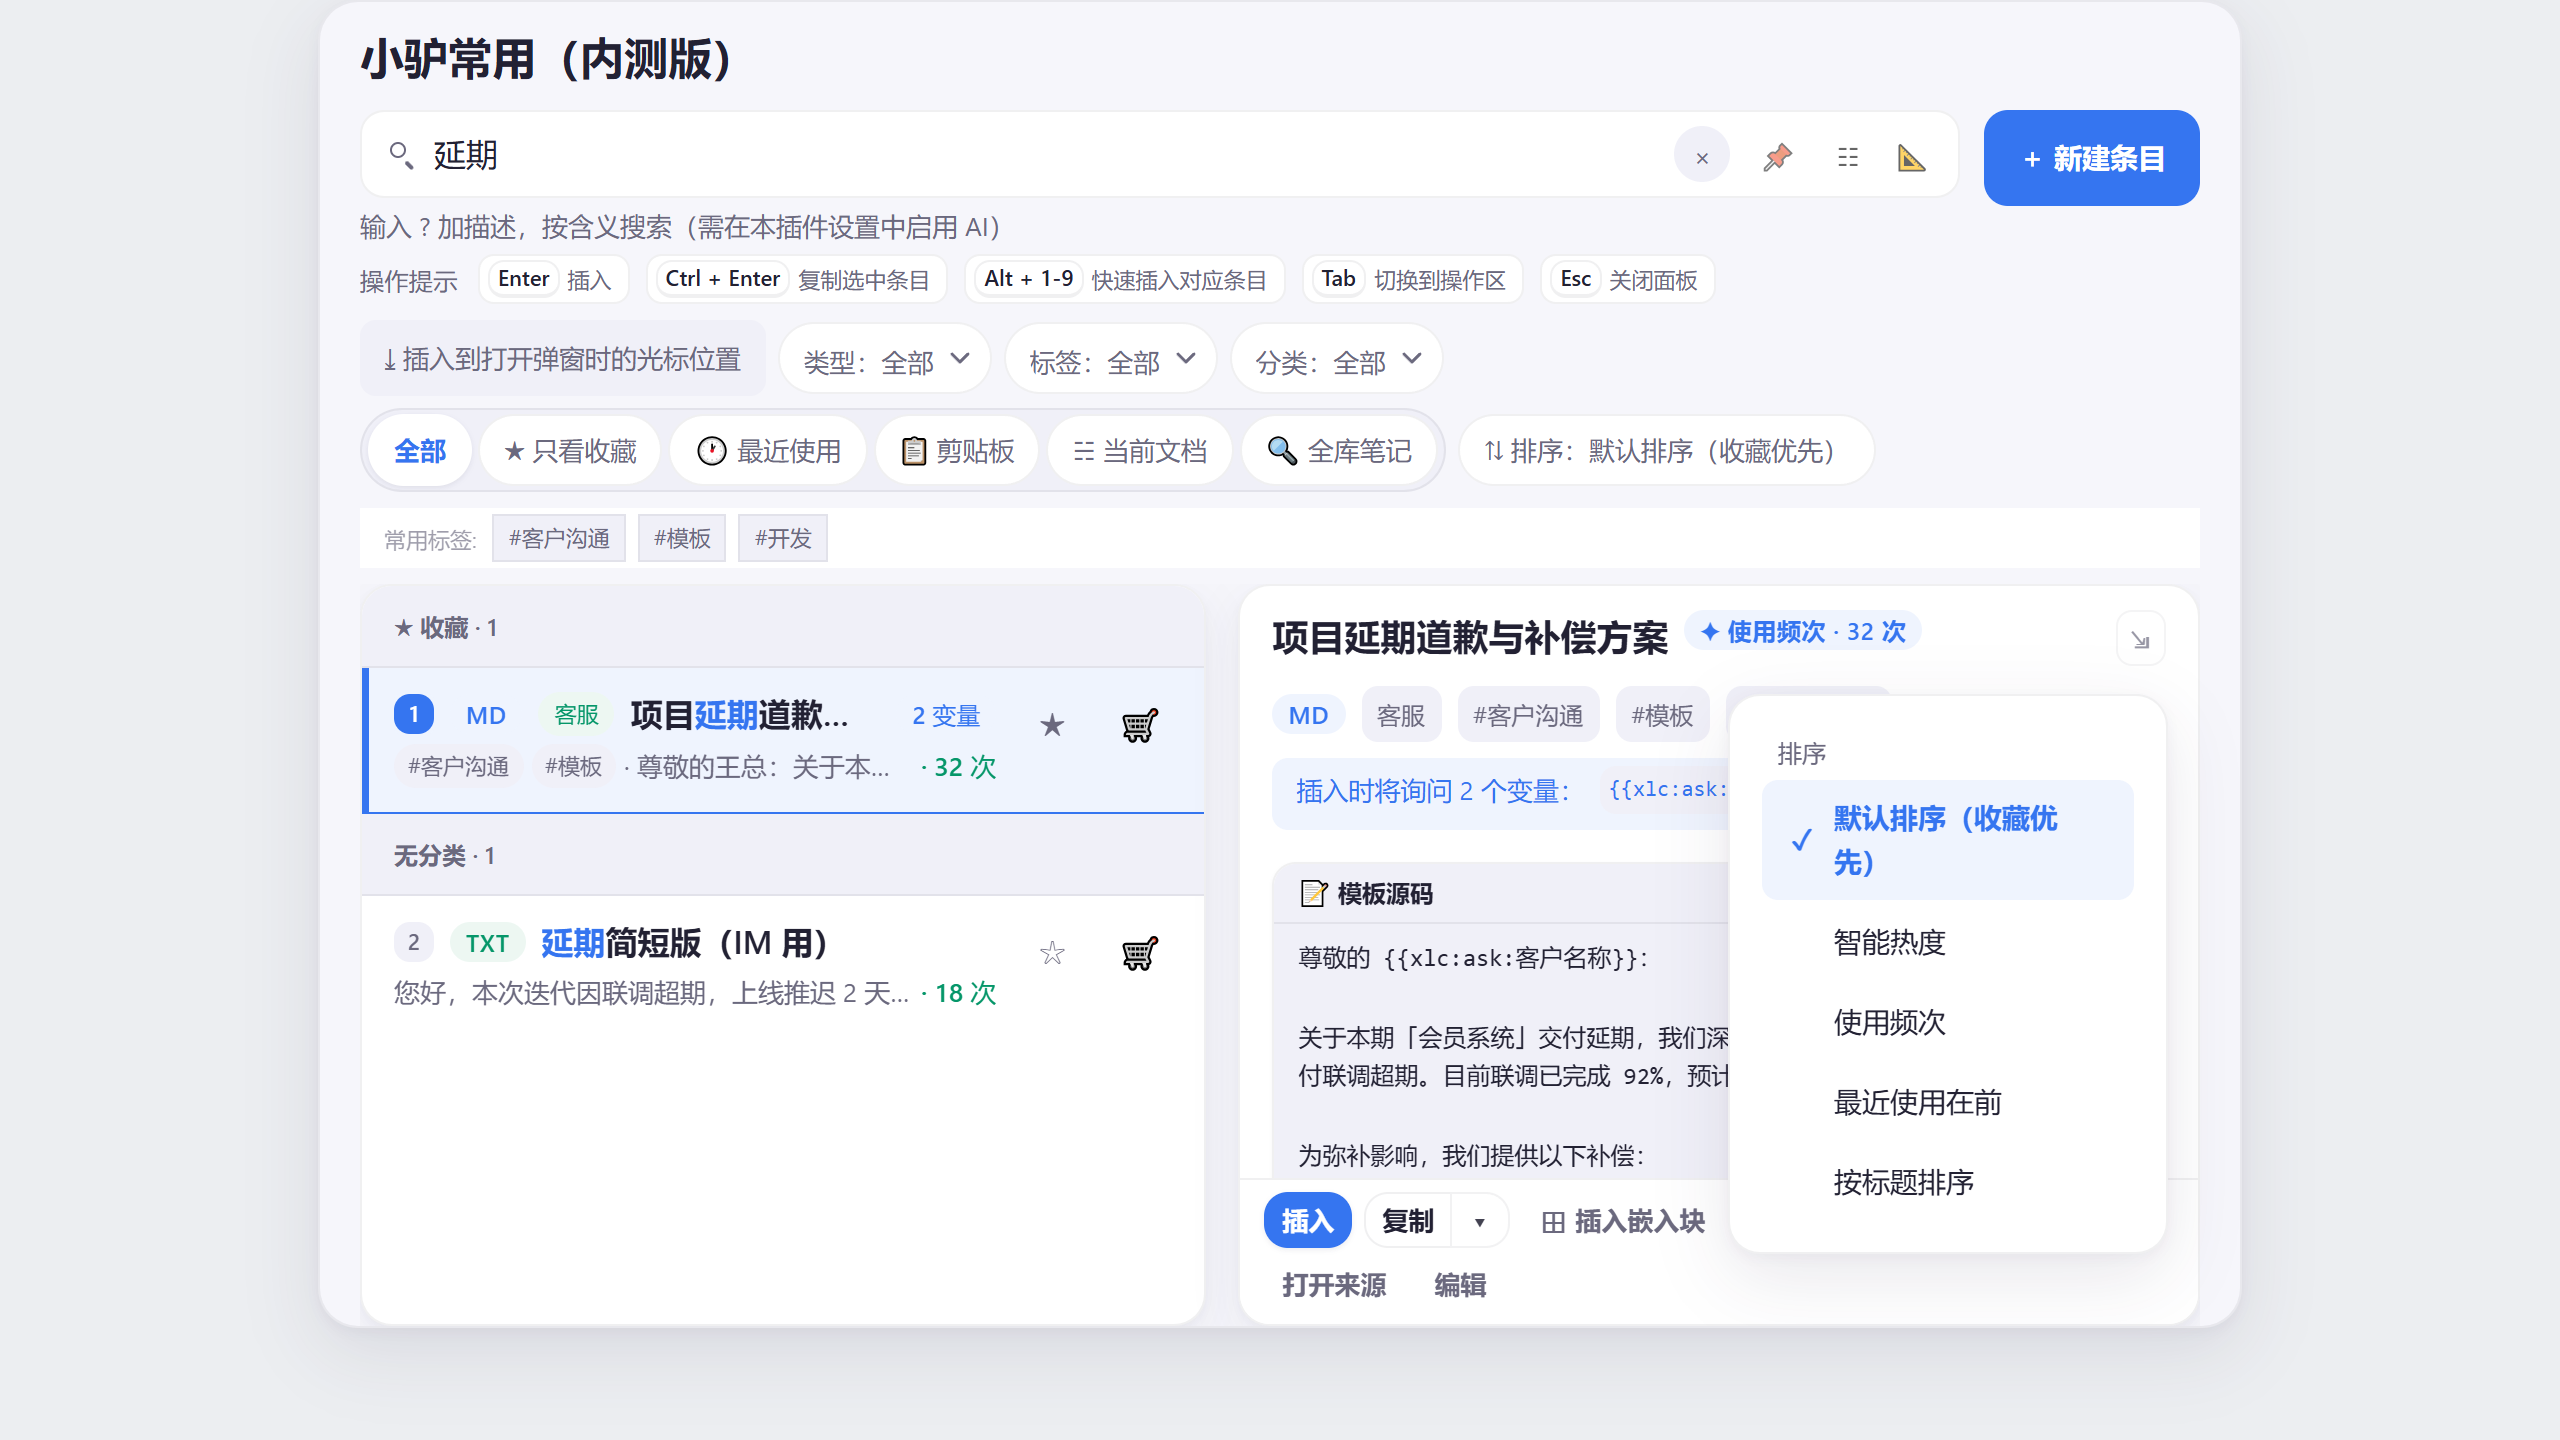 小驴常用（内测版）
延期
× + 新建条目
输入 ? 加描述，按含义搜索（需在本插件设置中启用 AI）
操作提示 Enter 插入 Ctrl + Enter 复制选中条目 Alt + 1-9 快速插入对应条目 Tab 切换到操作区 Esc 关闭面板
⤓ 插入到打开弹窗时的光标位置 类型：全部 标签：全部 分类：全部
全部 ★ 只看收藏 最近使用 剪贴板 ☷ 当前文档 全库笔记 ⇅ 排序：默认排序（收藏优先）
常用标签: #客户沟通 #模板 #开发
★ 收藏 · 1
1 MD 客服 项目延期道歉... 2 变量 ★
#客户沟通 #模板 · 尊敬的王总：关于本... · 32 次
无分类 · 1
2 TXT 延期简短版（IM 用） ☆
您好，本次迭代因联调超期，上线推迟 2 天... · 18 次
项目延期道歉与补偿方案 ✦ 使用频次 · 32 次
MD 客服 #客户沟通 #模板
插入时将询问 2 个变量： {{xlc:ask:
模板源码
尊敬的 {{xlc:ask:客户名称}}：
关于本期「会员系统」交付延期，我们深
付联调超期。目前联调已完成 92%，预计
为弥补影响，我们提供以下补偿：
插入 复制 ▾ 插入嵌入块
打开来源 编辑
排序
✓ 默认排序（收藏优
先）
智能热度
使用频次
最近使用在前
按标题排序